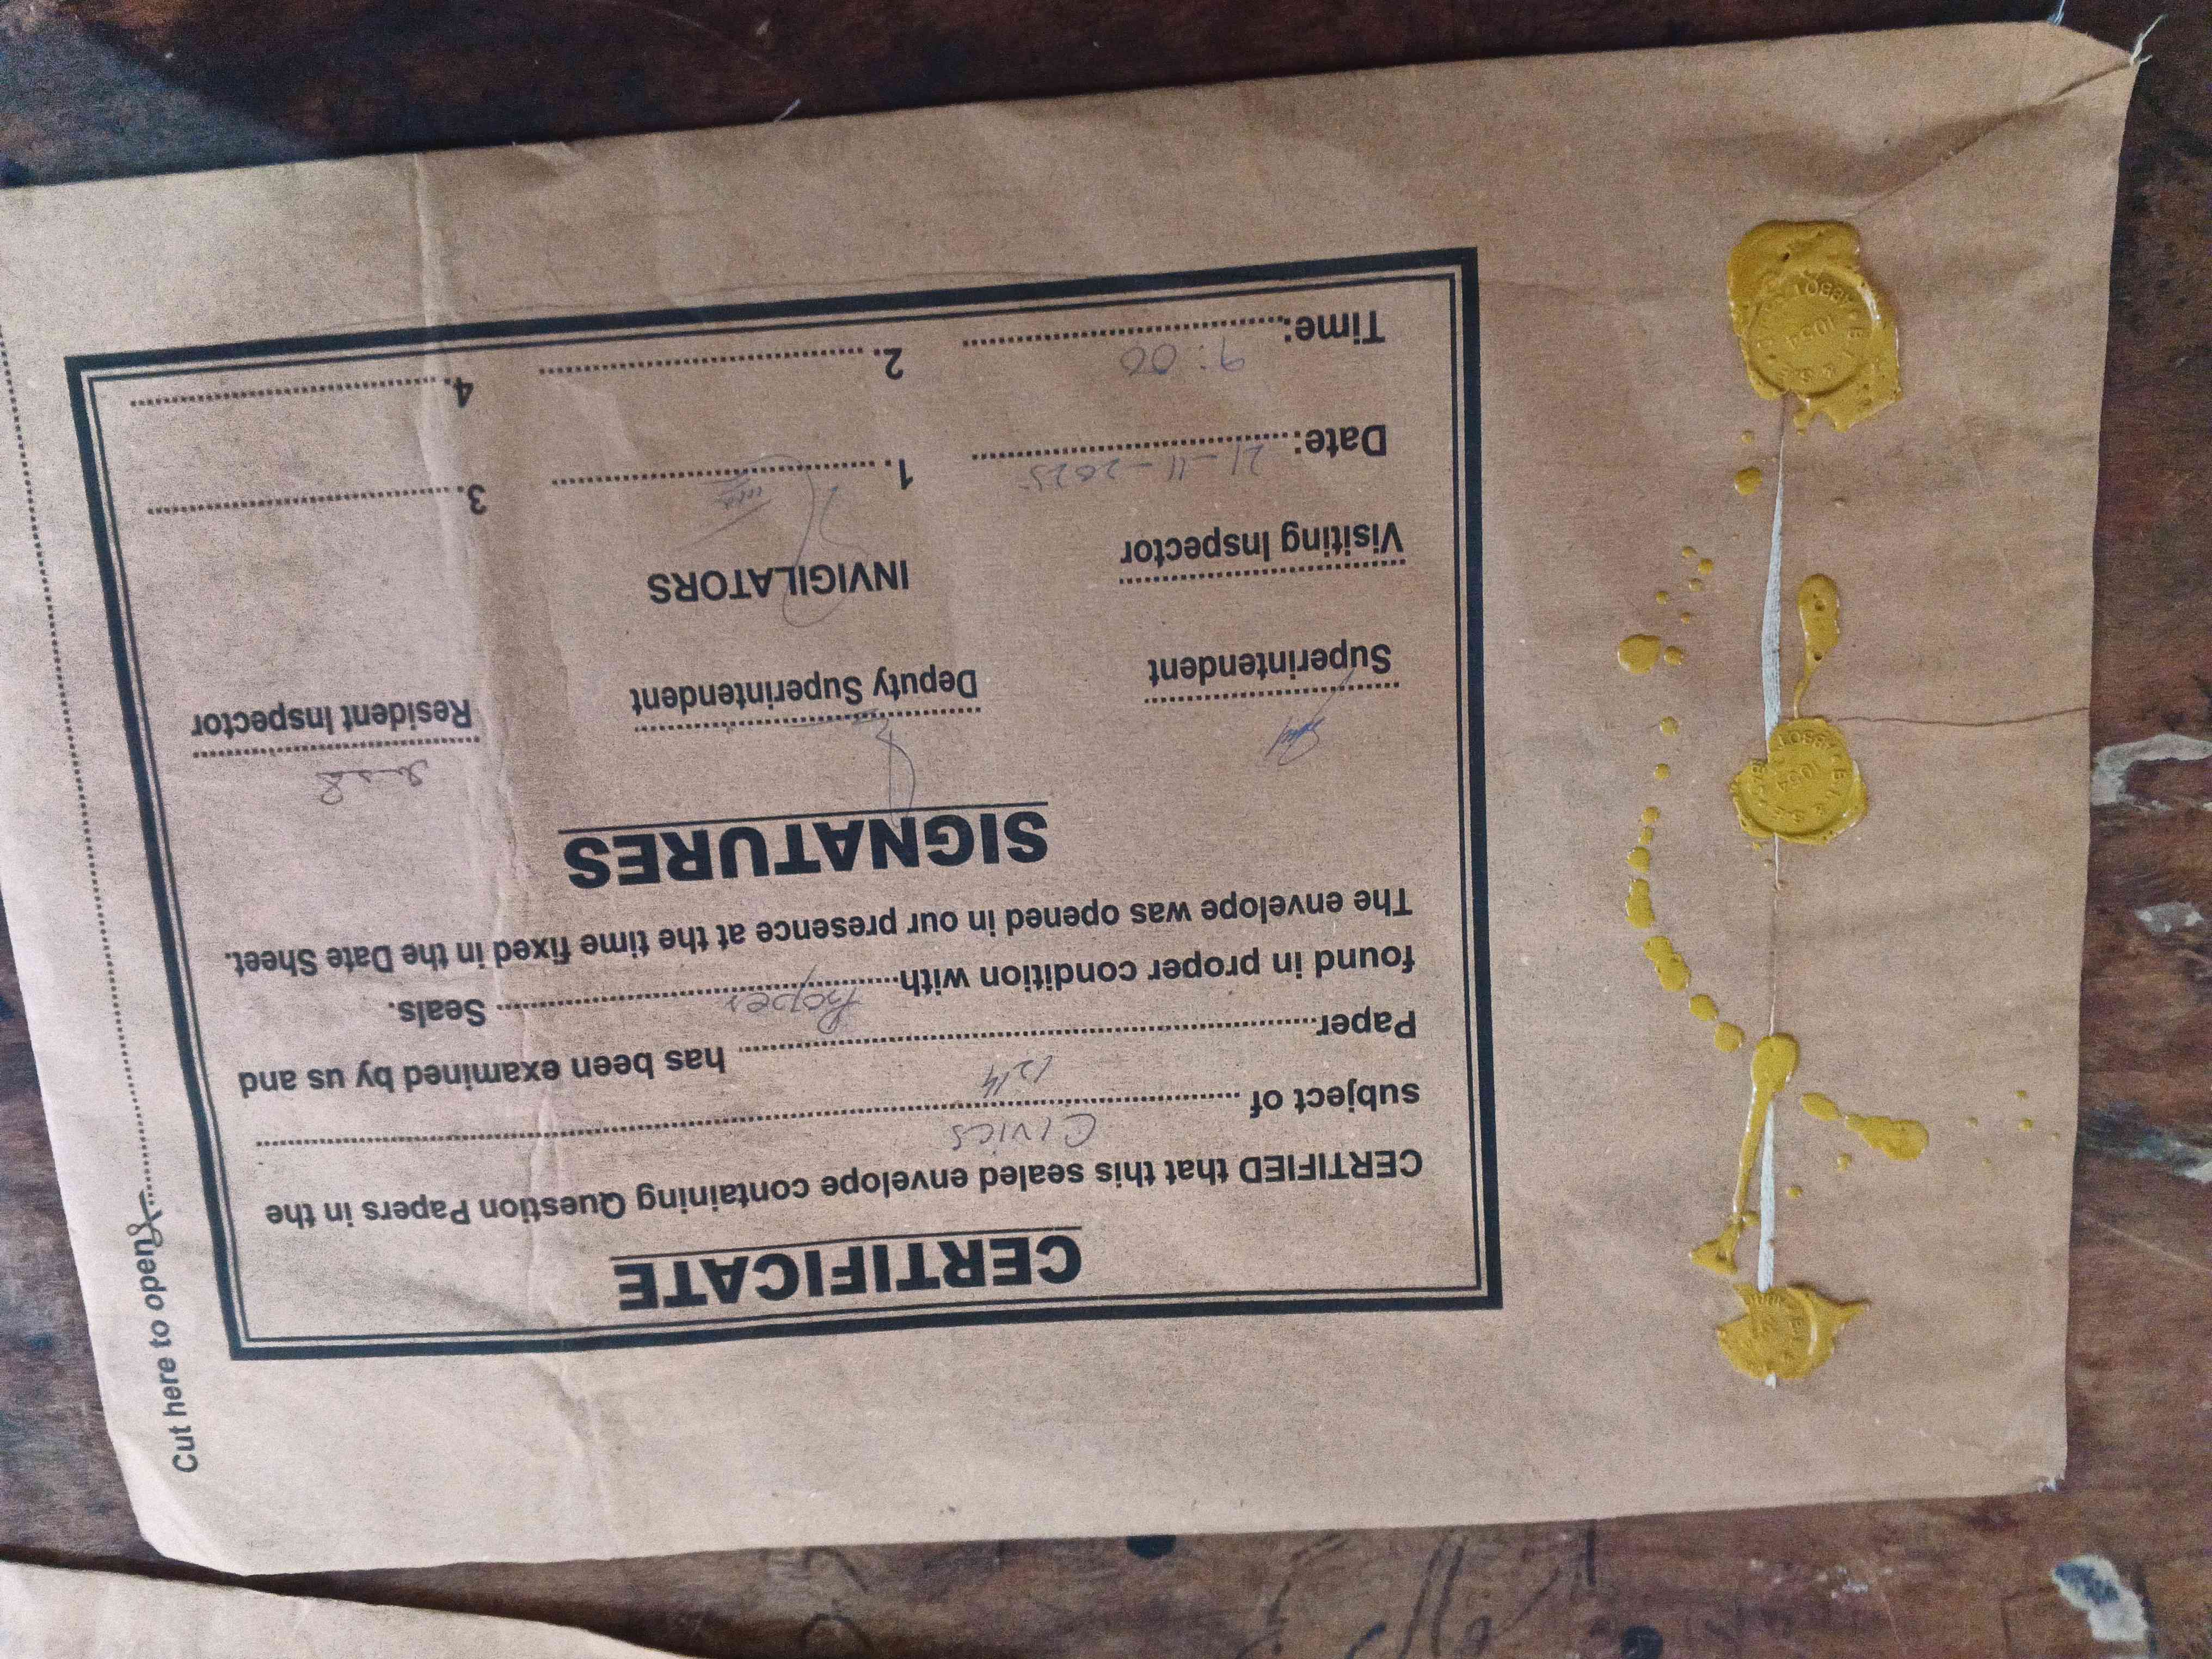 CERTIFICATE
CERTIFIED that this sealed envelope containing Question Papers in the
subject of Civics
Paper 12th has been examined by us and
found in proper condition with Proper Seals.
The envelope was opened in our presence at the time fixed in the Date Sheet.
SIGNATURES
Superintendent Deputy Superintendent Resident Inspector
Visiting Inspector INVIGILATORS
Date: 21-11-2025 1. 3.
Time: 9:00 2. 4.
Cut here to open
1034
1034